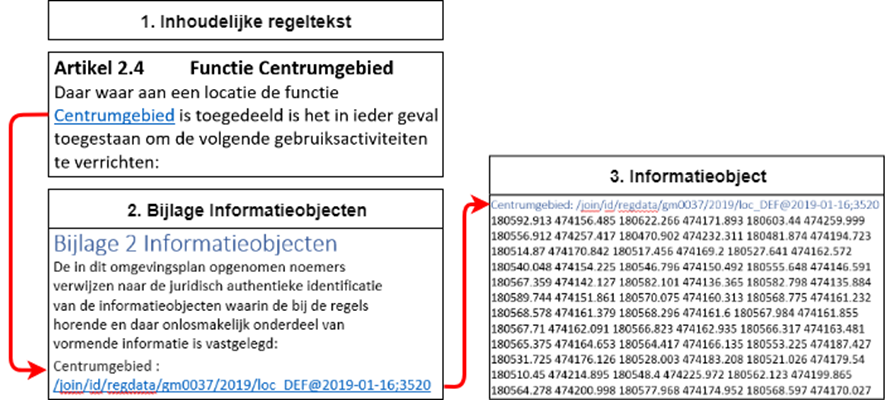 1. Inhoudelijke regeltekst
Artikel 2.4 Functie Centrumgebied
Daar waar aan een locatie de functie
Centrumgebied is toegedeeld is het in ieder geval
toegestaan om de volgende gebruiksactiviteiten
te verrichten:
2. Bijlage Informatieobjecten
Bijlage 2 Informatieobjecten
De in dit omgevingsplan opgenomen noemers
verwijzen naar de juridisch authentieke identificatie
van de informatieobjecten waarin de bij de regels
horende en daar onlosmakelijk onderdeel van
vormende informatie is vastgelegd:
Centrumgebied :
/join/id/regdata/gm0037/2019/loc_DEF@2019-01-16;3520
3. Informatieobject
Centrumgebied: /join/id/regdata/gm0037/2019/loc_DEF@2019-01-16;3520
180592.913 474156.485 180622.266 474171.893 180603.44 474259.999
180556.912 474257.417 180470.902 474232.311 180481.874 474194.723
180514.87 474170.842 180517.456 474169.2 180527.641 474162.572
180540.048 474154.225 180546.796 474150.492 180555.648 474146.591
180567.359 474142.127 180582.101 474136.365 180582.798 474135.884
180589.744 474151.861 180570.075 474160.313 180568.775 474161.232
180568.578 474161.379 180568.296 474161.6 180567.984 474161.855
180567.71 474162.091 180566.823 474162.935 180566.317 474163.481
180565.375 474164.653 180564.417 474166.135 180553.225 474187.427
180531.725 474176.126 180528.003 474183.208 180521.026 474179.54
180510.45 474214.895 180548.4 474225.972 180562.123 474199.865
180564.278 474200.998 180577.968 474174.952 180568.597 474170.027